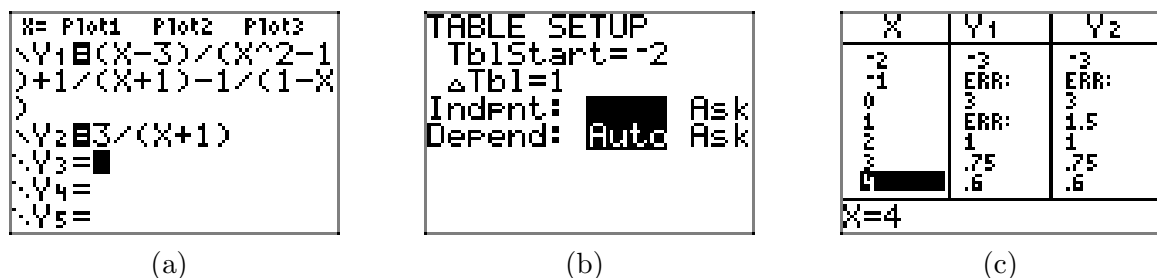 X= Plot1 Plot2 Plot3
\Y1=(X-3)/(X^2-1
)+1/(X+1)-1/(1-X
)
\Y2=3/(X+1)
\Y3=
\Y4=
\Y5=
(a)
TABLE SETUP
TblStart=-2
△Tbl=1
Indpnt: Ask
Depend: Auto Ask
(b)
X Y1 Y2
-2 -3 -3
-1 ERR: ERR:
0 3 3
1 ERR: 1.5
2 1 1
3 .75 .75
4 .6 .6
X=4
(c)